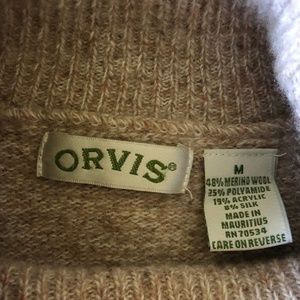 ORVIS®
M
48% MERINO WOOL
25% POLYAMIDE
19% ACRYLIC
8% SILK
MADE IN
MAURITIUS
RN 70534
CARE ON REVERSE